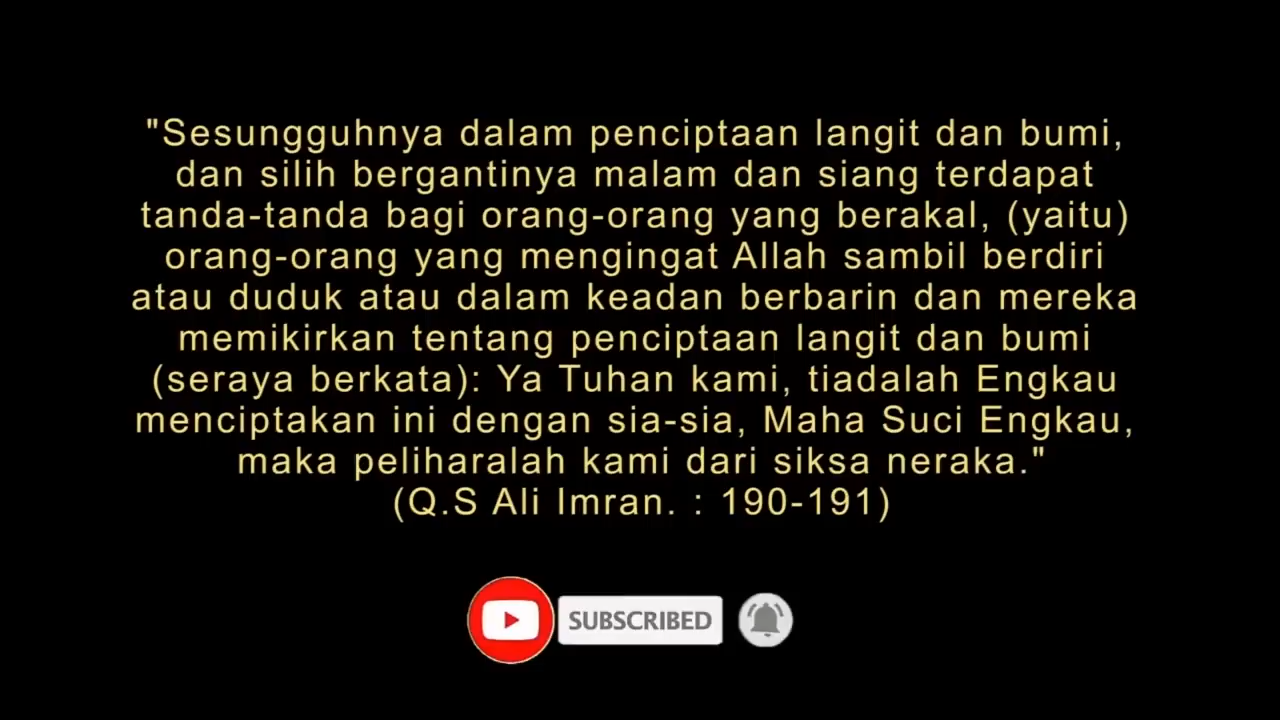 "Sesungguhnya dalam penciptaan langit dan bumi,
dan silih bergantinya malam dan siang terdapat
tanda-tanda bagi orang-orang yang berakal, (yaitu)
orang-orang yang mengingat Allah sambil berdiri
atau duduk atau dalam keadan berbarin dan mereka
memikirkan tentang penciptaan langit dan bumi
(seraya berkata): Ya Tuhan kami, tiadalah Engkau
menciptakan ini dengan sia-sia, Maha Suci Engkau,
maka peliharalah kami dari siksa neraka."
(Q.S Ali Imran. : 190-191)
SUBSCRIBED